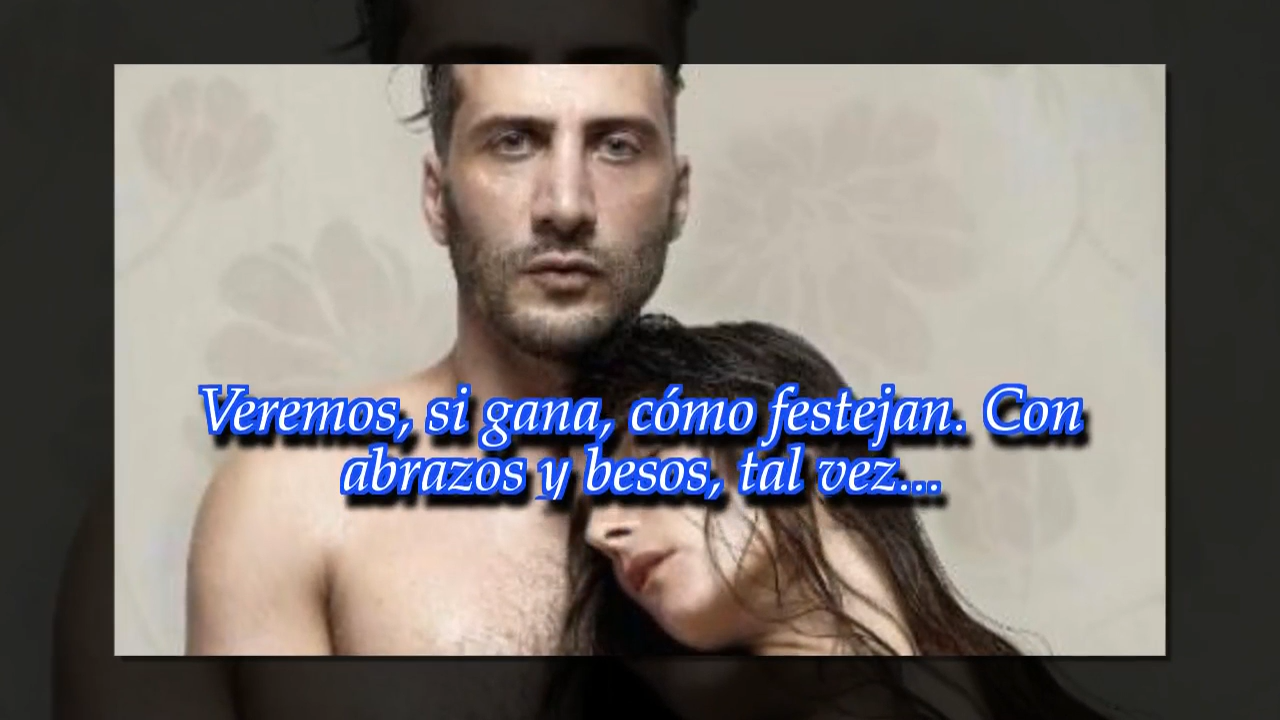 Veremos, si gana, cómo festejan. Con
abrazos y besos, tal vez...